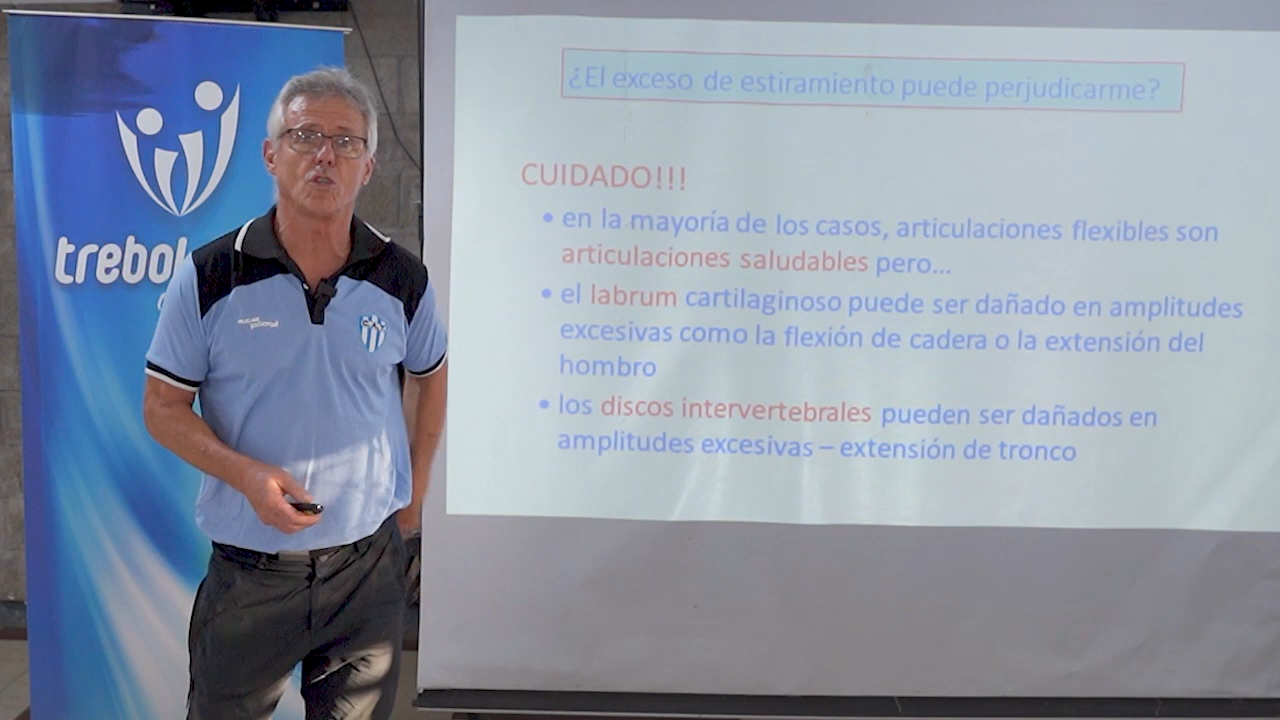 trebol
¿El exceso de estiramiento puede perjudicarme?
CUIDADO!!!
• en la mayoría de los casos, articulaciones flexibles son
articulaciones saludables pero...
• el labrum cartilaginoso puede ser dañado en amplitudes
excesivas como la flexión de cadera o la extensión del
hombro
• los discos intervertebrales pueden ser dañados en
amplitudes excesivas – extensión de tronco